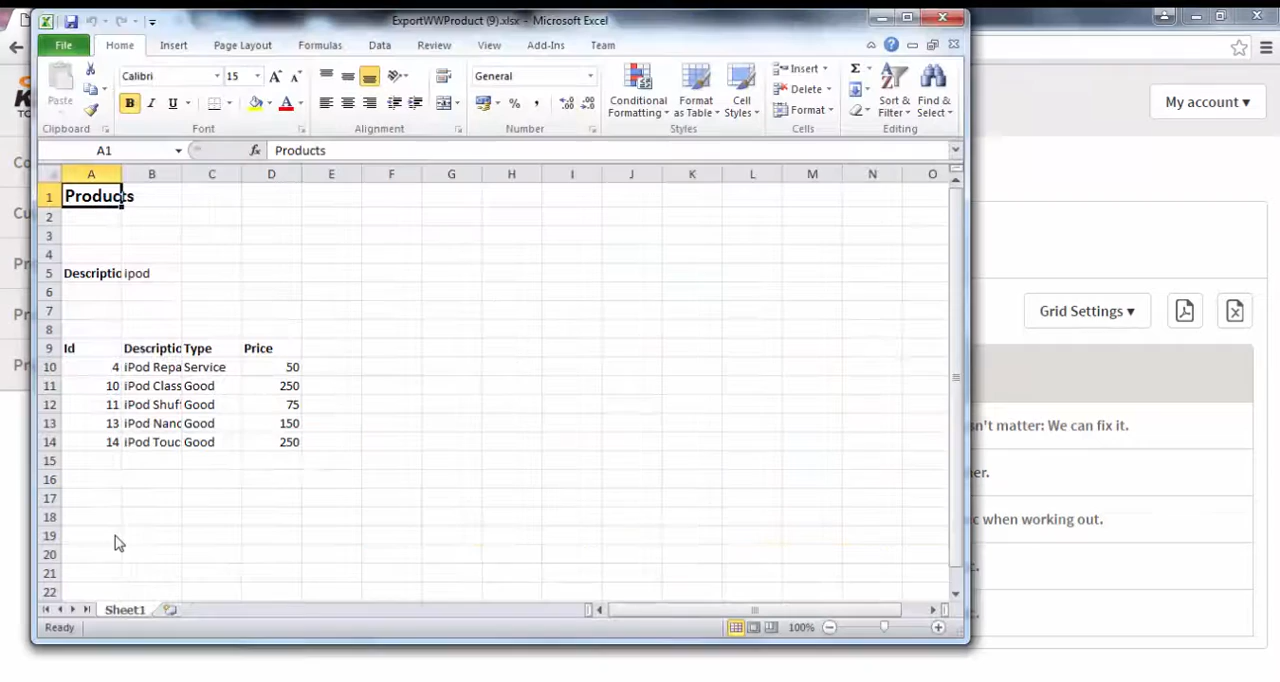 ExportWWProduct (9).xlsx - Microsoft Excel
File Home Insert Page Layout Formulas Data Review View Add-Ins Team
Paste
Calibri 15 A A
B I U A
General
$ % ,
Conditional Formatting
Format as Table
Cell Styles
Insert
Delete
Format
Σ
Sort & Filter
Find & Select
Clipboard Font Alignment Number Styles Cells Editing
A1 fx Products
A B C D E F G H I J K L M N O
1 Products
2
3
4
5 Descriptic ipod
6
7
8
9 Id Descriptic Type Price
10 4 iPod Repa Service 50
11 10 iPod Class Good 250
12 11 iPod Shuf Good 75
13 13 iPod Nanc Good 150
14 14 iPod Touc Good 250
15
16
17
18
19
20
21
22
Sheet1
Ready 100%
My account ▾
Grid Settings ▾
Co
Cu
Pr
Pr
Pr
n't matter: We can fix it.
er.
c when working out.
c.
c.